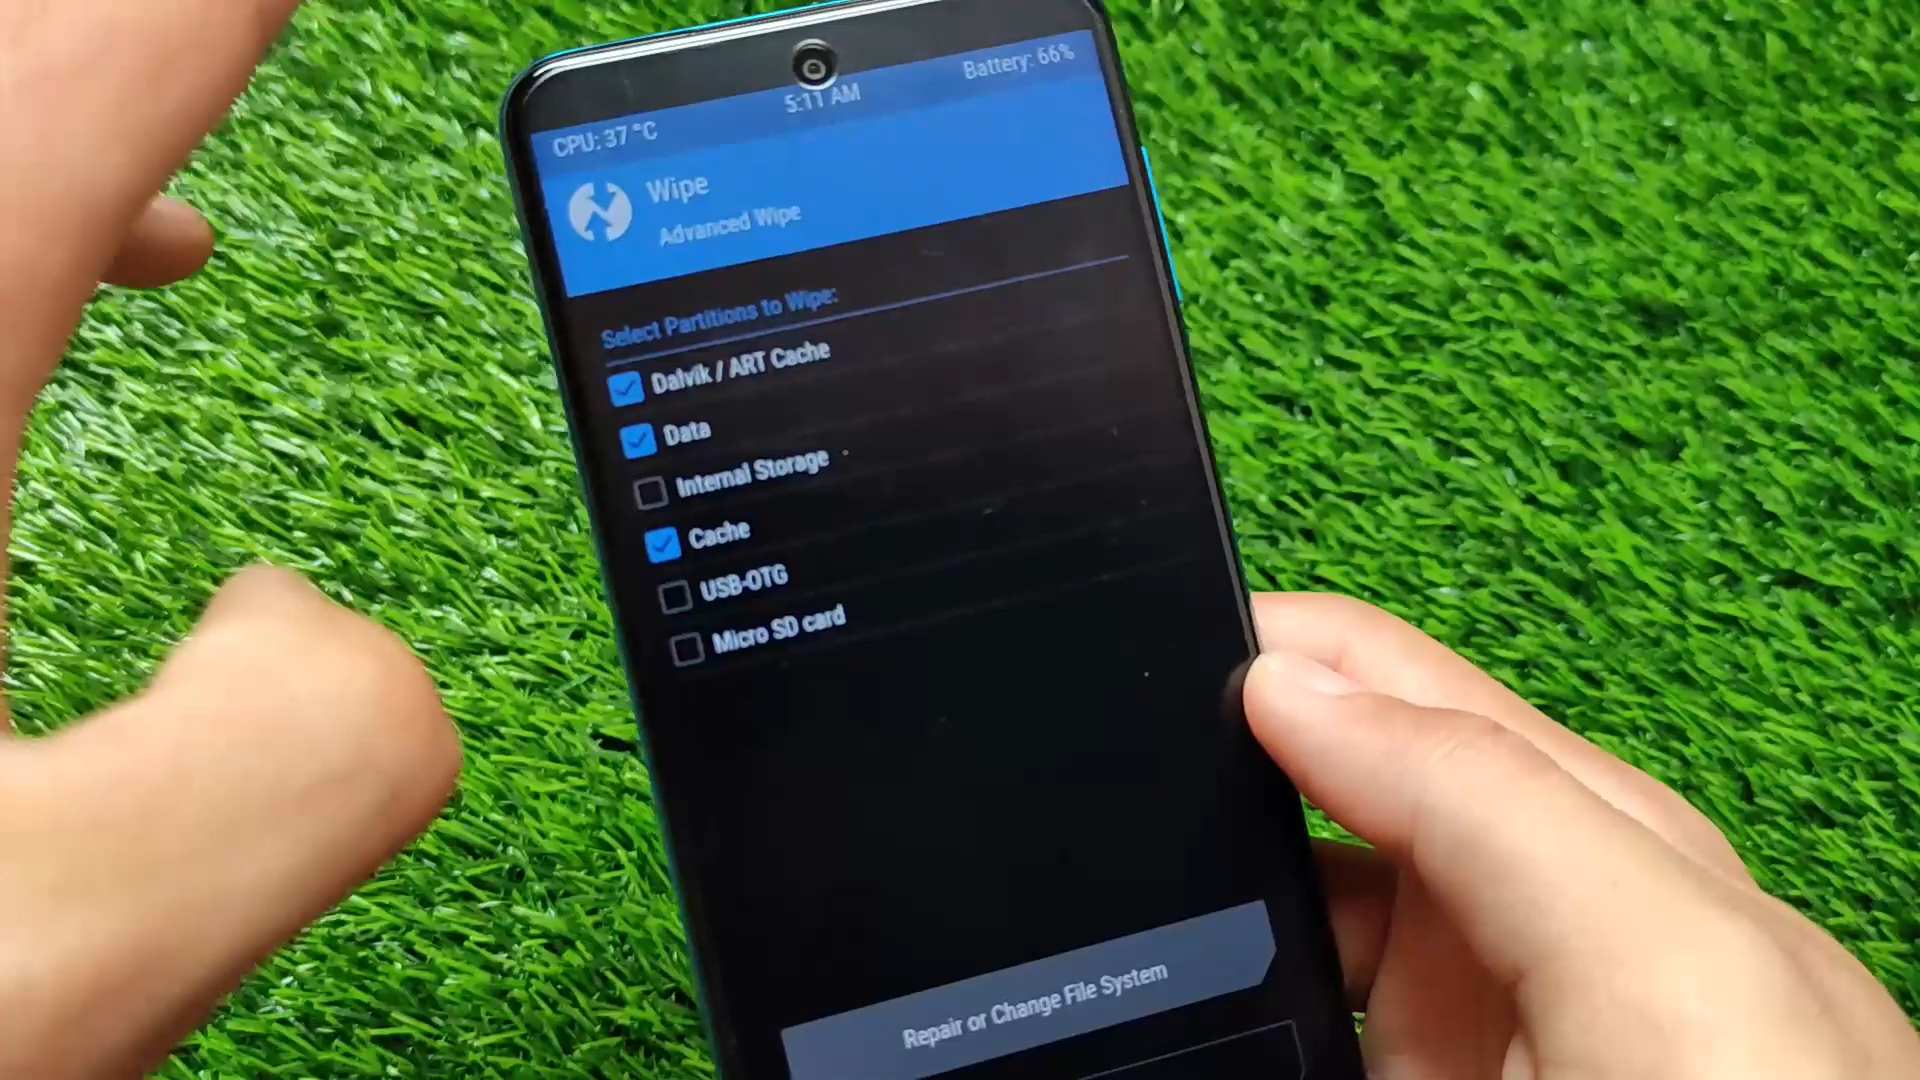 Battery: 66%
5:11 AM
CPU: 37 °C
Wipe
Advanced Wipe
Select Partitions to Wipe:
Dalvik / ART Cache
Data
Internal Storage
Cache
USB-OTG
Micro SD card
Repair or Change File System